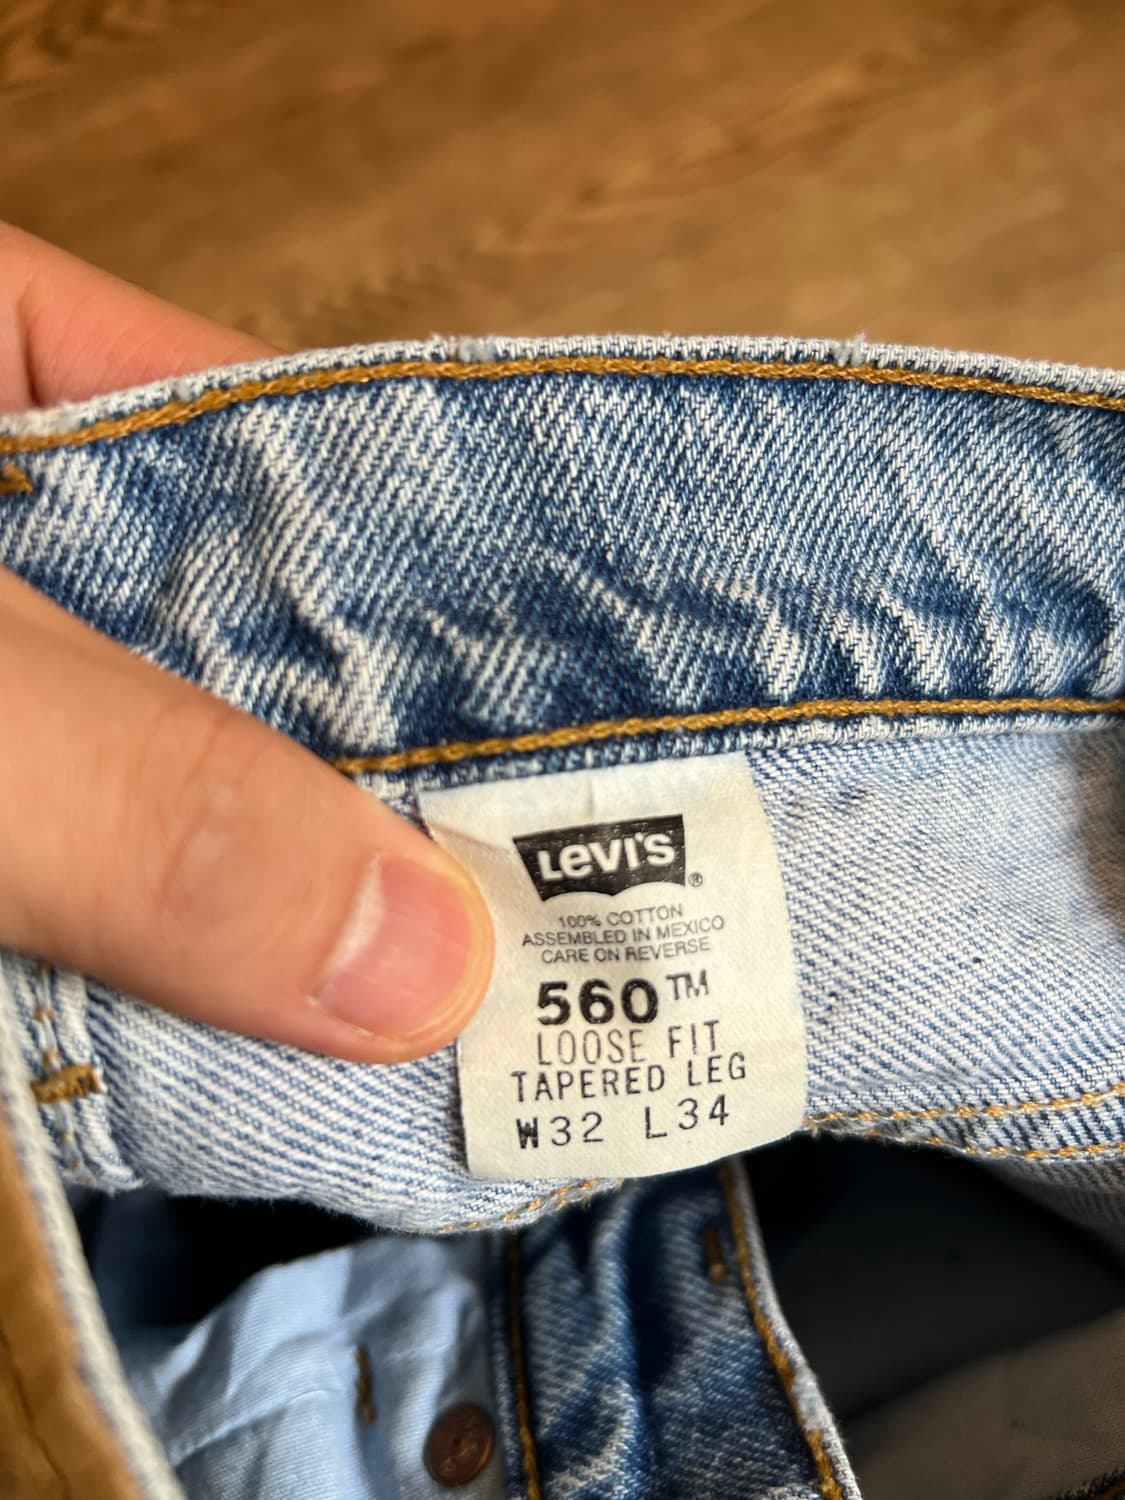 LEVI'S ®
100% COTTON
ASSEMBLED IN MEXICO
CARE ON REVERSE
560™
LOOSE FIT
TAPERED LEG
W32 L34